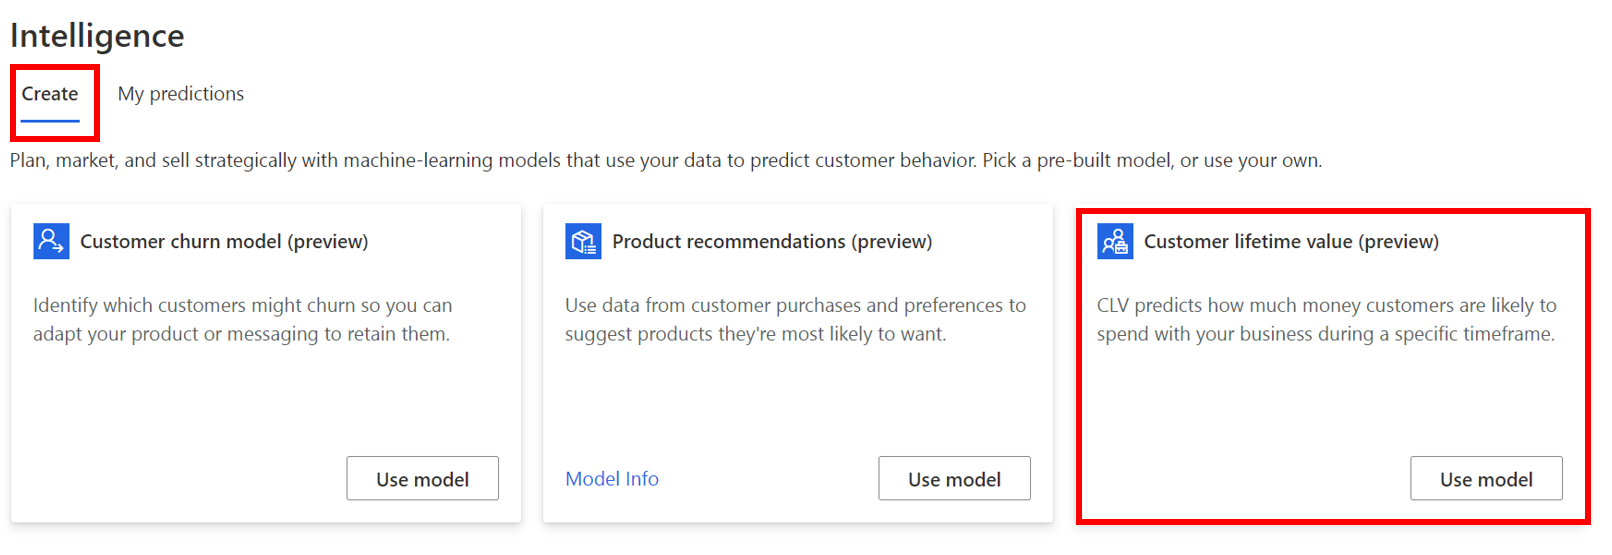 Intelligence
Create
My predictions
Plan, market, and sell strategically with machine-learning models that use your data to predict customer behavior. Pick a pre-built model, or use your own.
Customer churn model (preview)
Identify which customers might churn so you can
adapt your product or messaging to retain them.
Use model
Product recommendations (preview)
Use data from customer purchases and preferences to
suggest products they're most likely to want.
Model Info
Use model
Customer lifetime value (preview)
CLV predicts how much money customers are likely to
spend with your business during a specific timeframe.
Use model